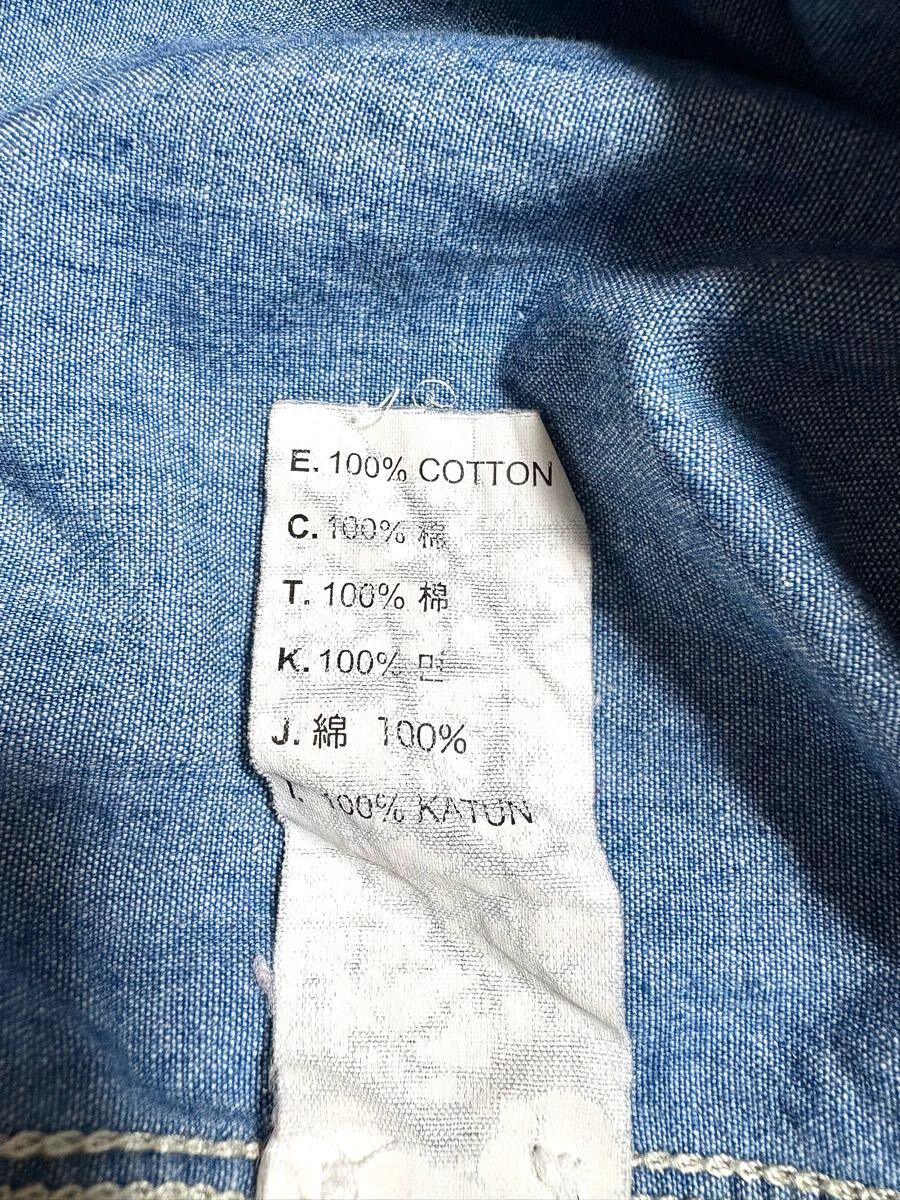 E. 100% COTTON
C. 100% 棉
T. 100% 棉
K. 100% 면
J. 綿 100%
I. 100% KATUN